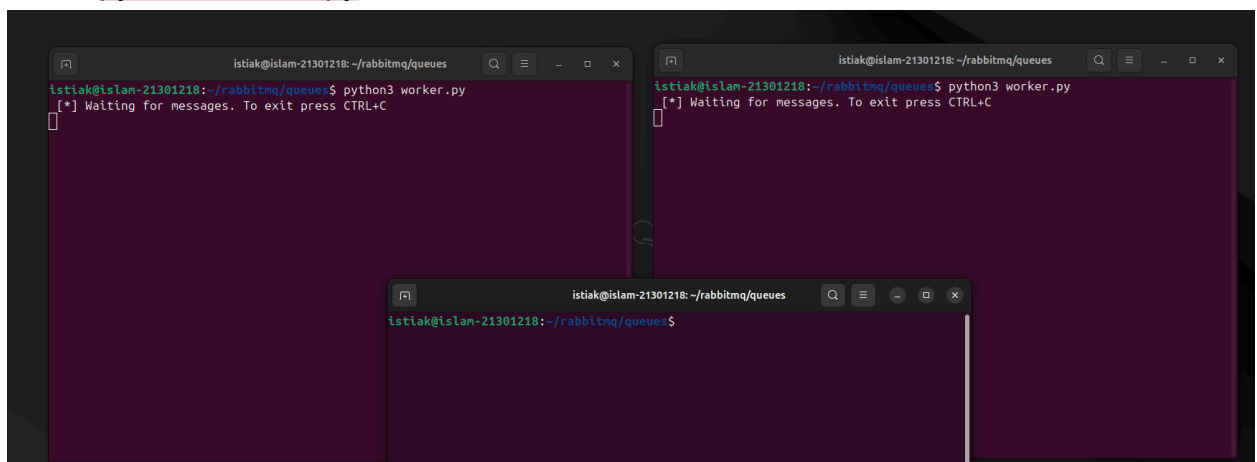 istiak@islam-21301218: ~/rabbitmq/queues
istiak@islam-21301218:~/rabbitmq/queues$ python3 worker.py
[*] Waiting for messages. To exit press CTRL+C
istiak@islam-21301218: ~/rabbitmq/queues
istiak@islam-21301218:~/rabbitmq/queues$ python3 worker.py
[*] Waiting for messages. To exit press CTRL+C
istiak@islam-21301218: ~/rabbitmq/queues
istiak@islam-21301218:~/rabbitmq/queues$